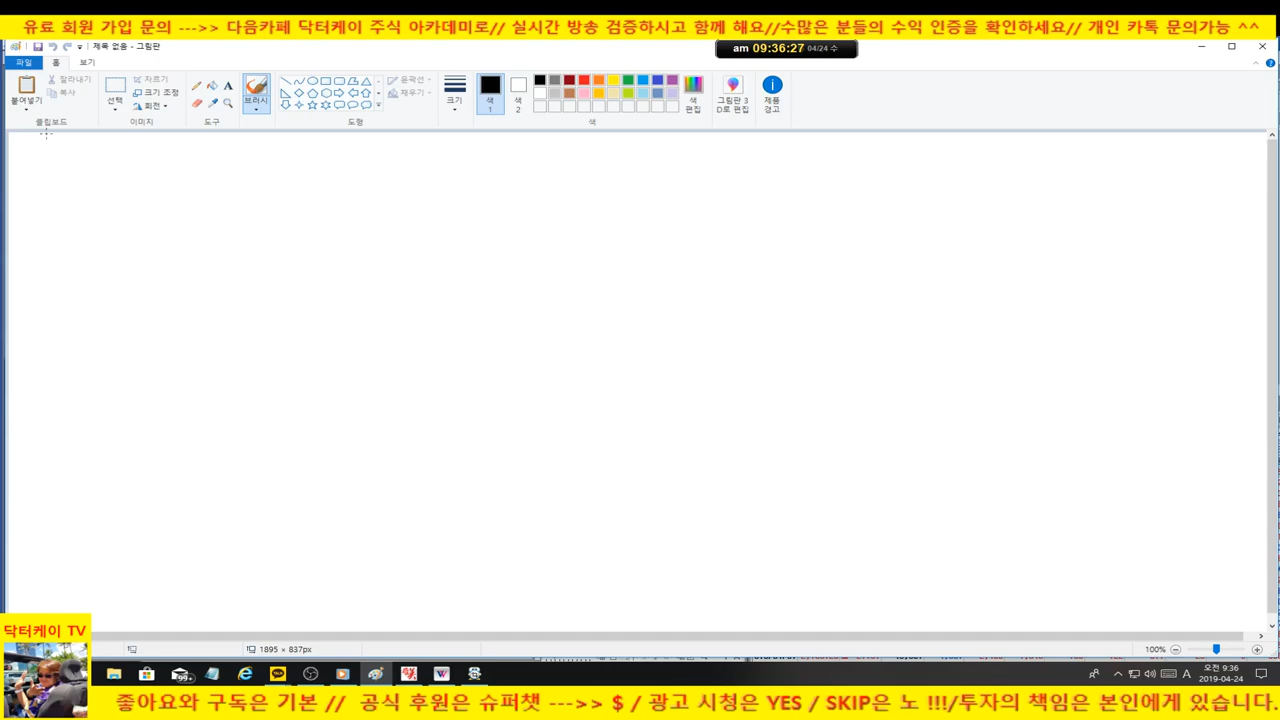 유료 회원 가입 문의 --->> 다음카페 닥터케이 주식 아카데미로// 실시간 방송 검증하시고 함께 해요//수많은 분들의 수익 인증을 확인하세요// 개인 카톡 문의가능 ^^
제목 없음 - 그림판
am 09:36:27 04/24 수
파일 홈 보기
붙여넣기
잘라내기
복사
클립보드
선택
자르기
크기 조정
회전
이미지
A
도구
브러시
윤곽선
채우기
도형
크기
색 1
색 2
색 편집
색
그림판 3D로 편집
제품 경고
닥터케이 TV
1895 × 837px
100%
99+
TALK
W
A
오전 9:36
2019-04-24
좋아요와 구독은 기본 // 공식 후원은 슈퍼챗 --->> $ / 광고 시청은 YES / SKIP은 노 !!!/투자의 책임은 본인에게 있습니다.